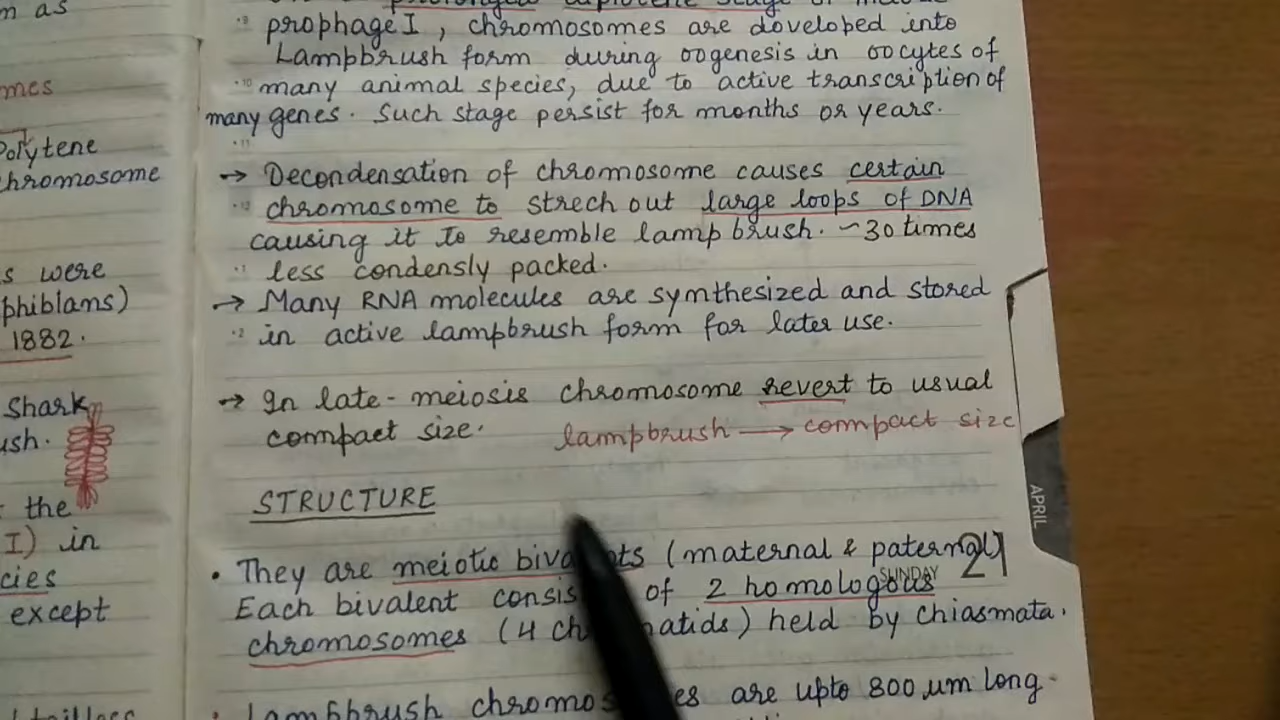 m as
mes
Polytene
chromosome
s were
phiblans)
1882.
Shark
ush.
the
I) in
cies
except
prophage I, chromosomes are doveloped into
Lampbrush form during oogenesis in oocytes of
many animal species, due to active transcription of
many genes. Such stage persist for months or years.
→ Decondensation of chromosome causes certain
chromosome to strech out large loops of DNA
causing it to resemble lamp brush. ~30 times
less condensly packed.
→ Many RNA molecules are synthesized and stored
in active lampbrush form for later use.
→ In late-meiosis chromosome revert to usual
compact size. lampbrush → compact size
STRUCTURE
• They are meiotic bivalents (maternal & paternal)
Each bivalent consis of 2 homologous
chromosomes (4 ch matids) held by chiasmata.
• Lampbrush chromos es are upto 800 µm long.
APRIL
SUNDAY 21